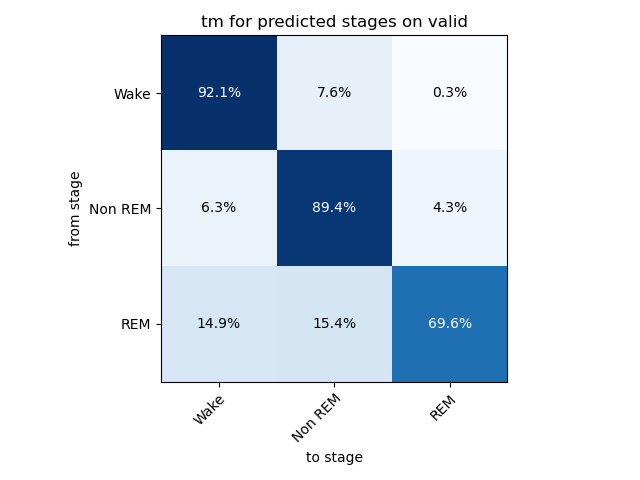 tm for predicted stages on valid
Wake 92.1% 7.6% 0.3%
from stage
Non REM 6.3% 89.4% 4.3%
REM 14.9% 15.4% 69.6%
Wake Non REM REM
to stage